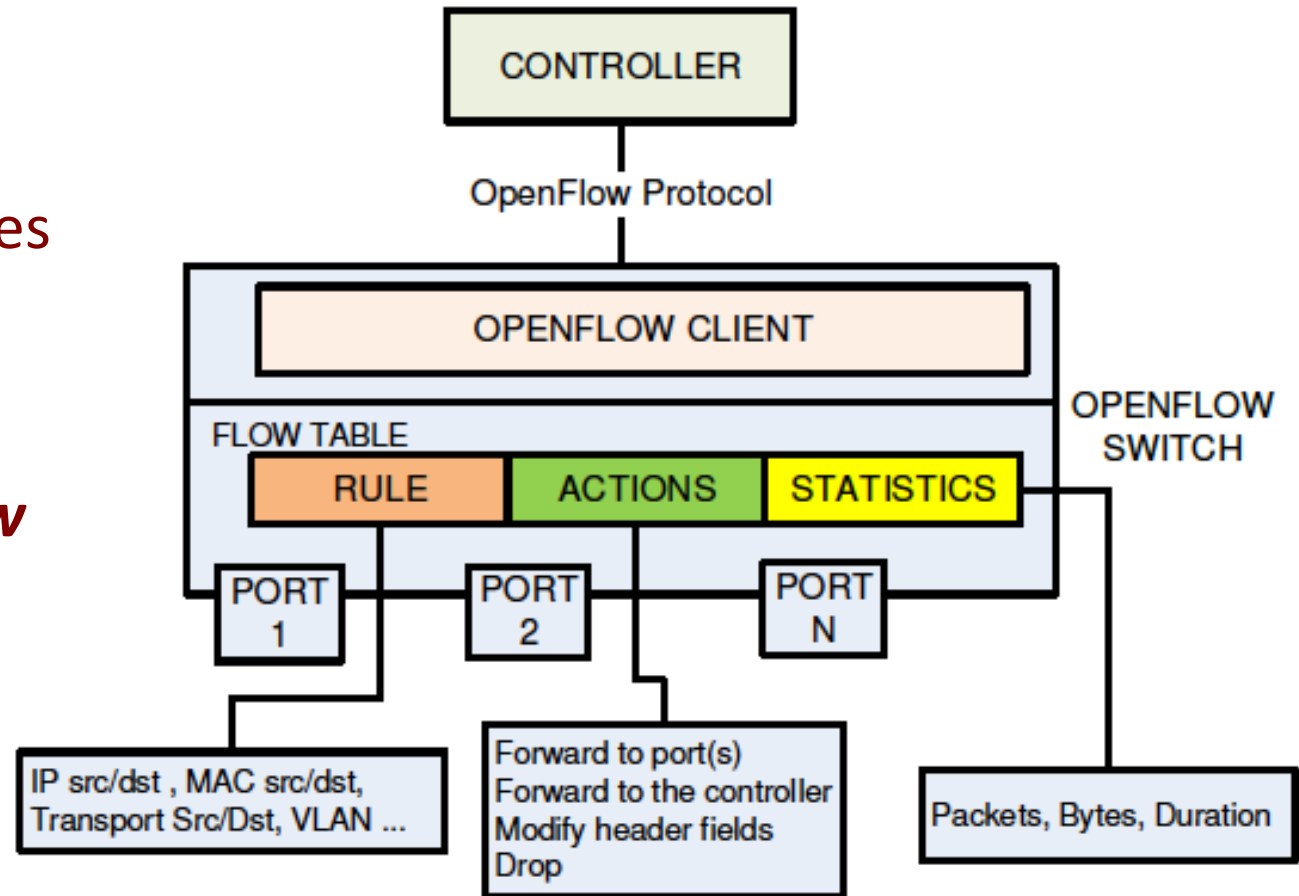 CONTROLLER
OpenFlow Protocol
es
OPENFLOW CLIENT
OPENFLOW
SWITCH
FLOW TABLE
RULE
ACTIONS
STATISTICS
w
PORT
1
PORT
2
PORT
N
IP src/dst , MAC src/dst,
Transport Src/Dst, VLAN ...
Forward to port(s)
Forward to the controller
Modify header fields
Drop
Packets, Bytes, Duration